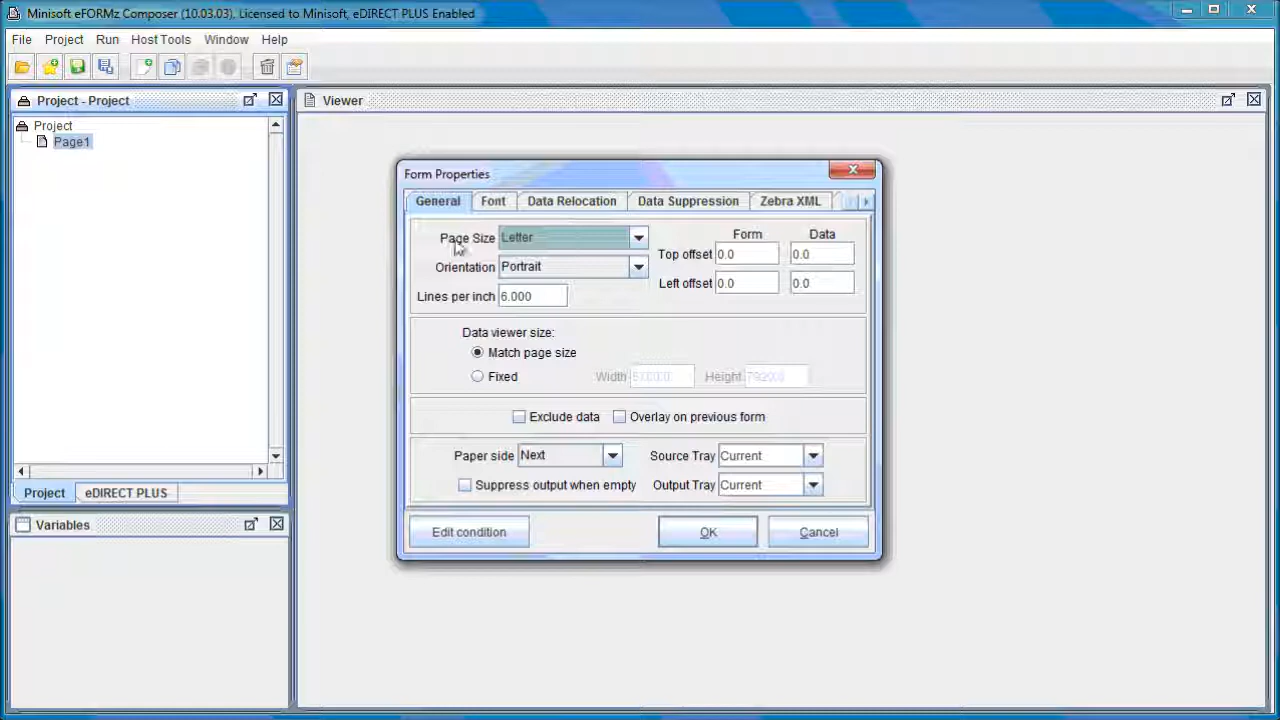 Minisoft eFORMz Composer (10.03.03), Licensed to Minisoft, eDIRECT PLUS Enabled
File Project Run Host Tools Window Help
Project - Project
Viewer
Project
Page1
Form Properties
General Font Data Relocation Data Suppression Zebra XML
Form Data
Page Size Letter
Top offset 0.0 0.0
Orientation Portrait
Left offset 0.0 0.0
Lines per inch 6.000
Data viewer size:
Match page size
Fixed Width Height
Exclude data Overlay on previous form
Paper side Next Source Tray Current
Suppress output when empty Output Tray Current
Edit condition OK Cancel
Project eDIRECT PLUS
Variables